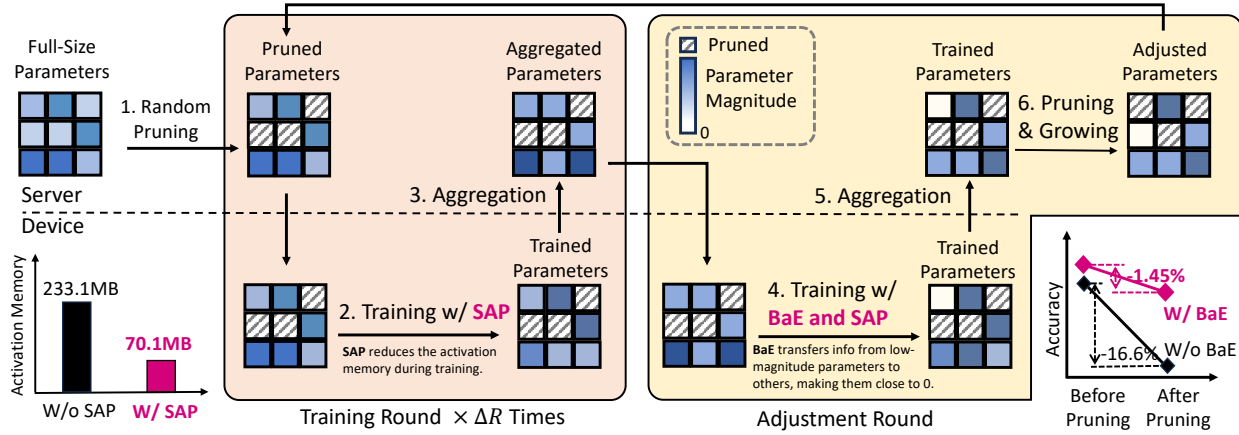 Full-Size
Parameters
1. Random
Pruning
Server
Device
Pruned
Parameters
Aggregated
Parameters
3. Aggregation
Trained
Parameters
2. Training w/ SAP
SAP reduces the activation
memory during training.
Training Round × ΔR Times
Pruned
Parameter
Magnitude
0
Trained
Parameters
6. Pruning
& Growing
Adjusted
Parameters
5. Aggregation
Trained
Parameters
4. Training w/
BaE and SAP
BaE transfers info from low-
magnitude parameters to
others, making them close to 0.
Adjustment Round
Activation Memory
233.1MB
70.1MB
W/o SAP
W/ SAP
Accuracy
-1.45%
W/ BaE
-16.6%
W/o BaE
Before
Pruning
After
Pruning